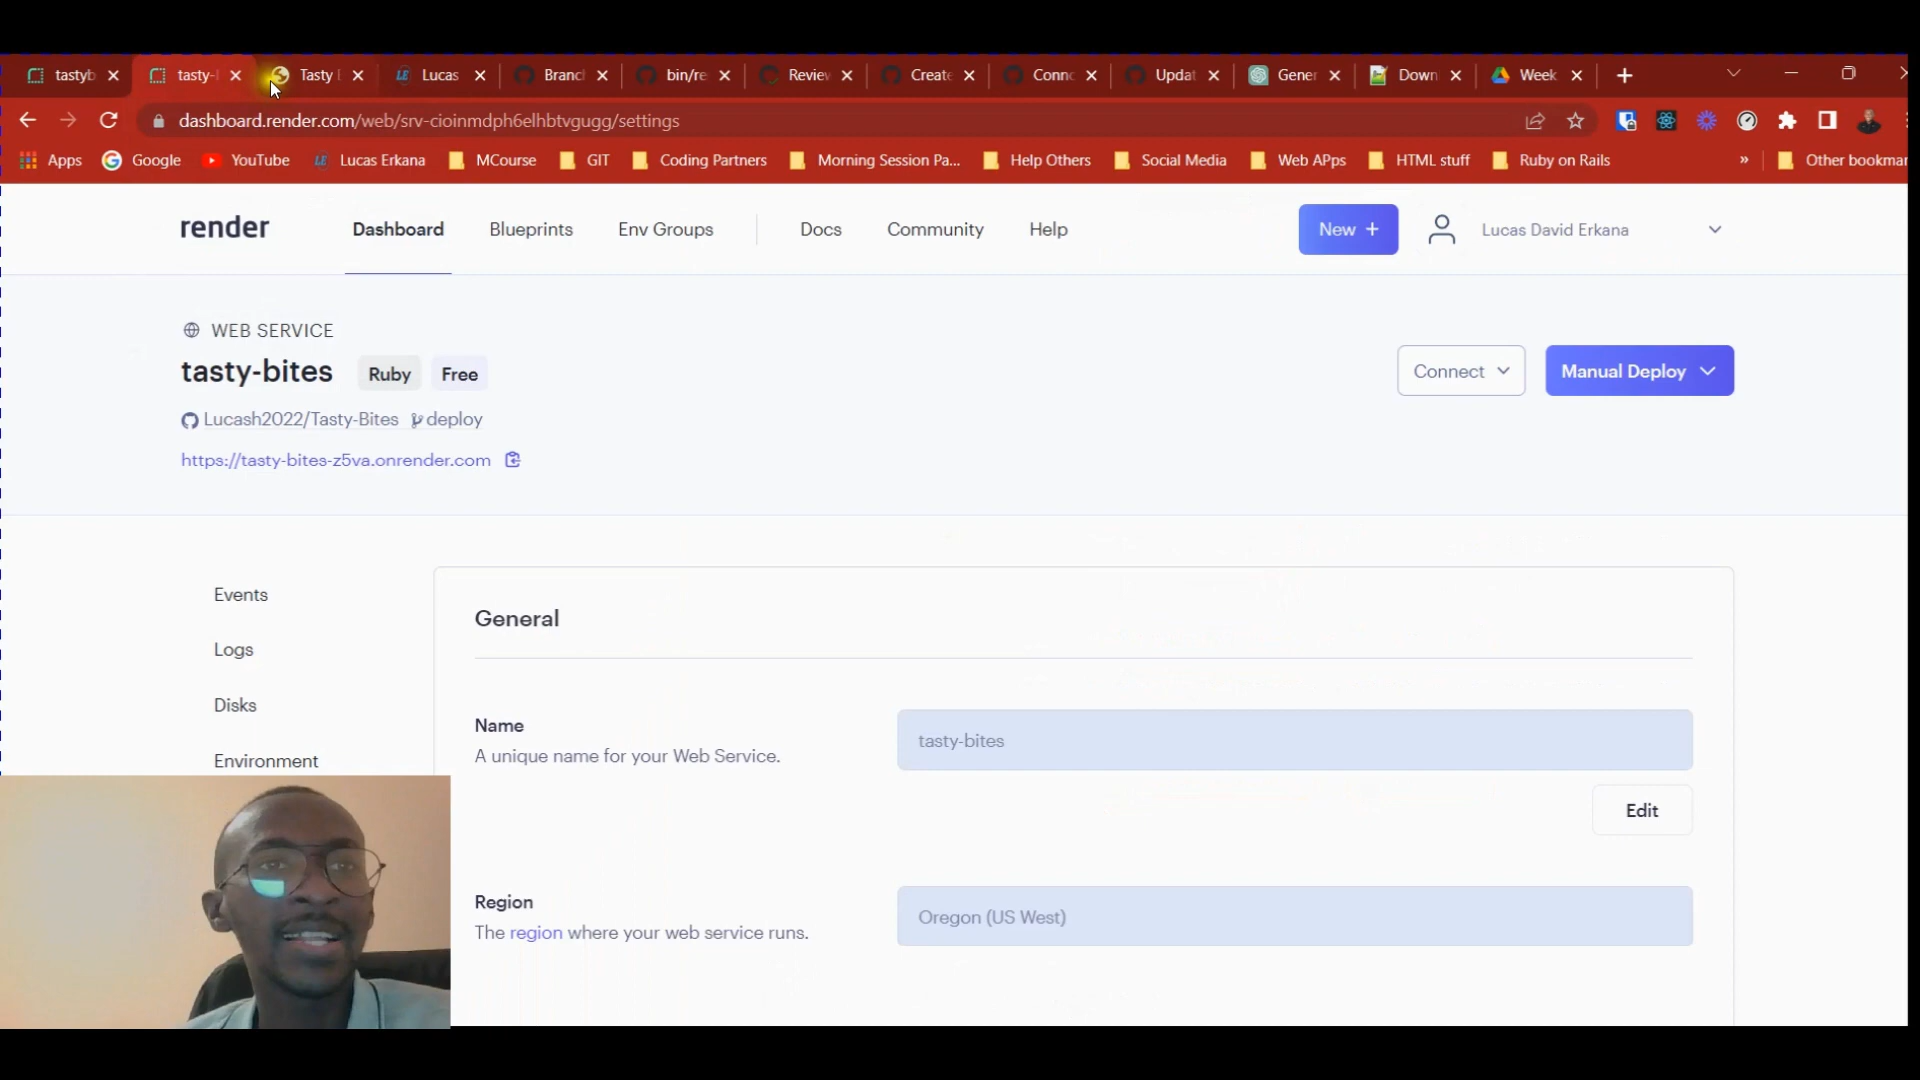 tastyb
tasty-
Tasty
Lucas
Branc
bin/re
Review
Create
Conn
Updat
Gener
Down
Week
dashboard.render.com/web/srv-cioinmdph6elhbtvgugg/settings
Apps
Google
YouTube
Lucas Erkana
MCourse
GIT
Coding Partners
Morning Session Pa...
Help Others
Social Media
Web APps
HTML stuff
Ruby on Rails
»
Other bookmar
render
Dashboard
Blueprints
Env Groups
Docs
Community
Help
New +
Lucas David Erkana
WEB SERVICE
tasty-bites Ruby Free
Connect
Manual Deploy
Lucash2022/Tasty-Bites deploy
https://tasty-bites-z5va.onrender.com
Events
Logs
Disks
Environment
General
Name
A unique name for your Web Service.
tasty-bites
Edit
Region
The region where your web service runs.
Oregon (US West)